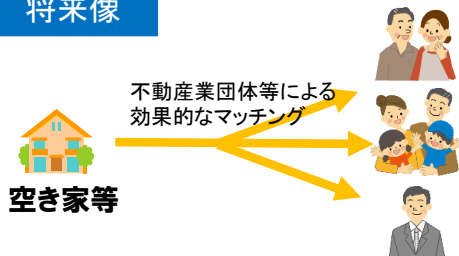 将来像
不動産業団体等による
効果的なマッチング
空き家等